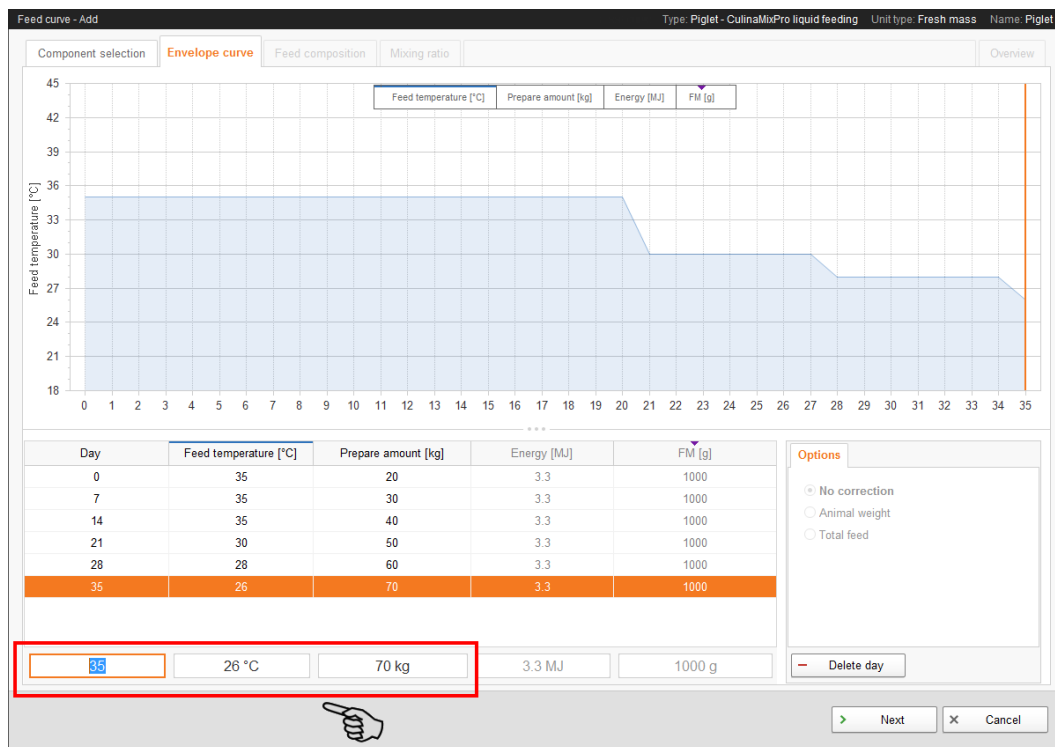 Feed curve - Add Type: Piglet - CulinaMixPro liquid feeding Unit type: Fresh mass Name: Piglet
Component selection Envelope curve Feed composition Mixing ratio Overview
Feed temperature [°C] Prepare amount [kg] Energy [MJ] FM [g]
Feed temperature [°C]
45
42
39
36
33
30
27
24
21
18
0 1 2 3 4 5 6 7 8 9 10 11 12 13 14 15 16 17 18 19 20 21 22 23 24 25 26 27 28 29 30 31 32 33 34 35
Day Feed temperature [°C] Prepare amount [kg] Energy [MJ] FM [g]
0 35 20 3.3 1000
7 35 30 3.3 1000
14 35 40 3.3 1000
21 30 50 3.3 1000
28 28 60 3.3 1000
35 26 70 3.3 1000
35 26 °C 70 kg 3.3 MJ 1000 g
Options
No correction
Animal weight
Total feed
Delete day
Next Cancel